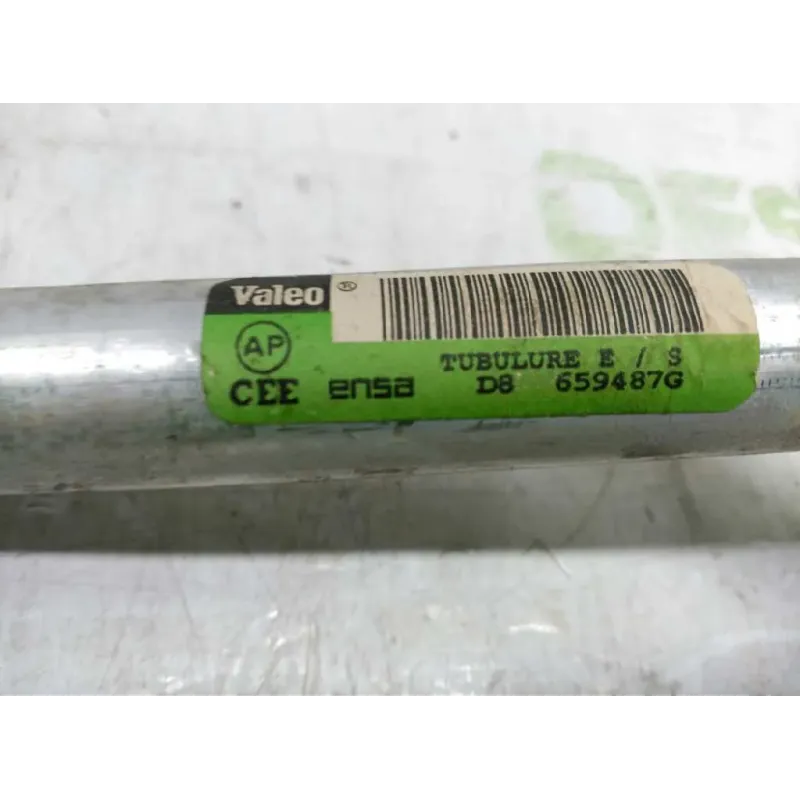 Valeo ®
AP
TUBULURE E / S
CEE ensa D8 659487G